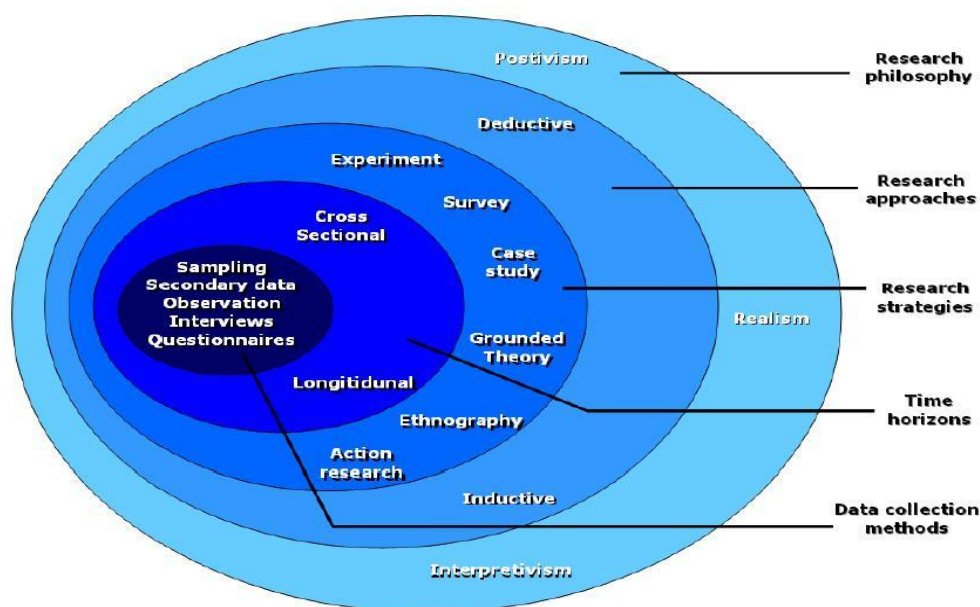 Postivism
Research
philosophy
Deductive
Experiment
Research
approaches
Survey
Cross
Sectional
Case
study
Sampling
Secondary data
Observation
Interviews
Questionnaires
Research
strategies
Realism
Grounded
Theory
Longitidunal
Time
horizons
Ethnography
Action
research
Inductive
Data collection
methods
Interpretivism